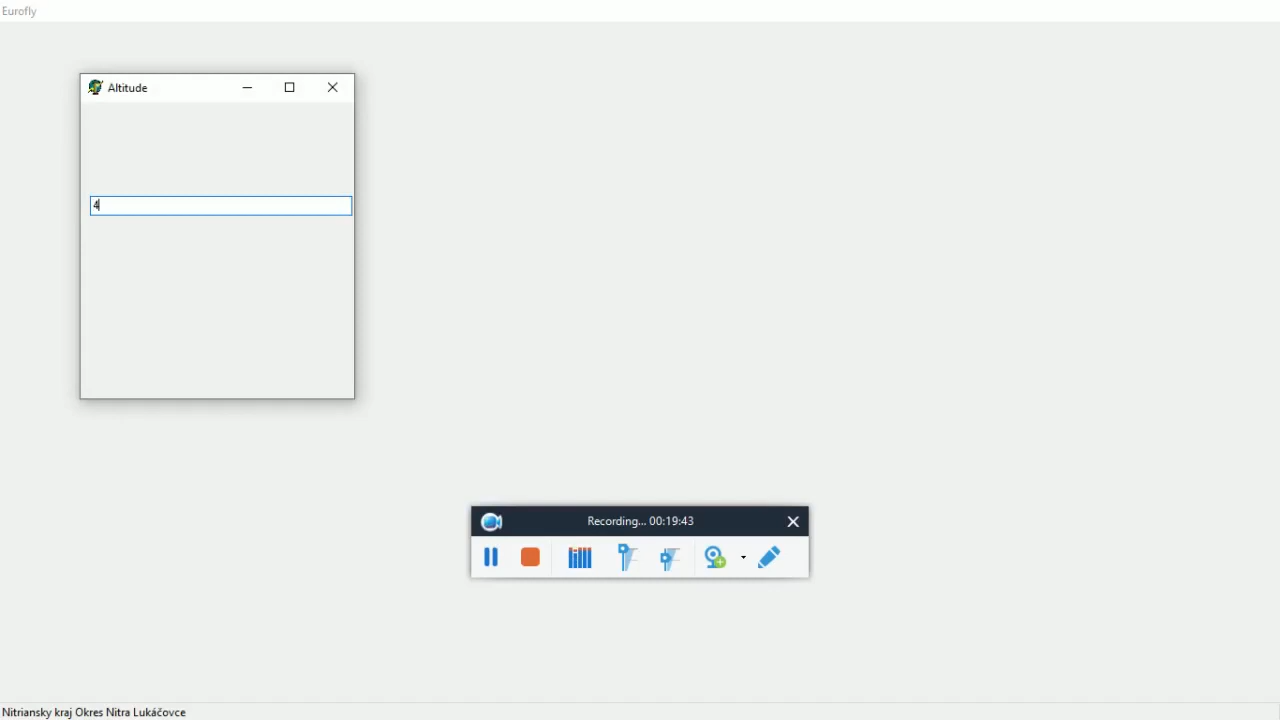 Eurofly
Altitude
4
Recording... 00:19:43
Nitriansky kraj Okres Nitra Lukáčovce